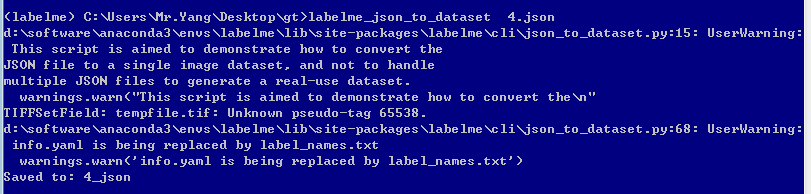 (labelme) C:\Users\Mr.Yang\Desktop\gt>labelme_json_to_dataset  4.json
d:\software\anaconda3\envs\labelme\lib\site-packages\labelme\cli\json_to_dataset.py:15: UserWarning:
 This script is aimed to demonstrate how to convert the
JSON file to a single image dataset, and not to handle
multiple JSON files to generate a real-use dataset.
  warnings.warn("This script is aimed to demonstrate how to convert the\n"
TIFFSetField: tempfile.tif: Unknown pseudo-tag 65538.
d:\software\anaconda3\envs\labelme\lib\site-packages\labelme\cli\json_to_dataset.py:68: UserWarning:
 info.yaml is being replaced by label_names.txt
  warnings.warn('info.yaml is being replaced by label_names.txt')
Saved to: 4_json